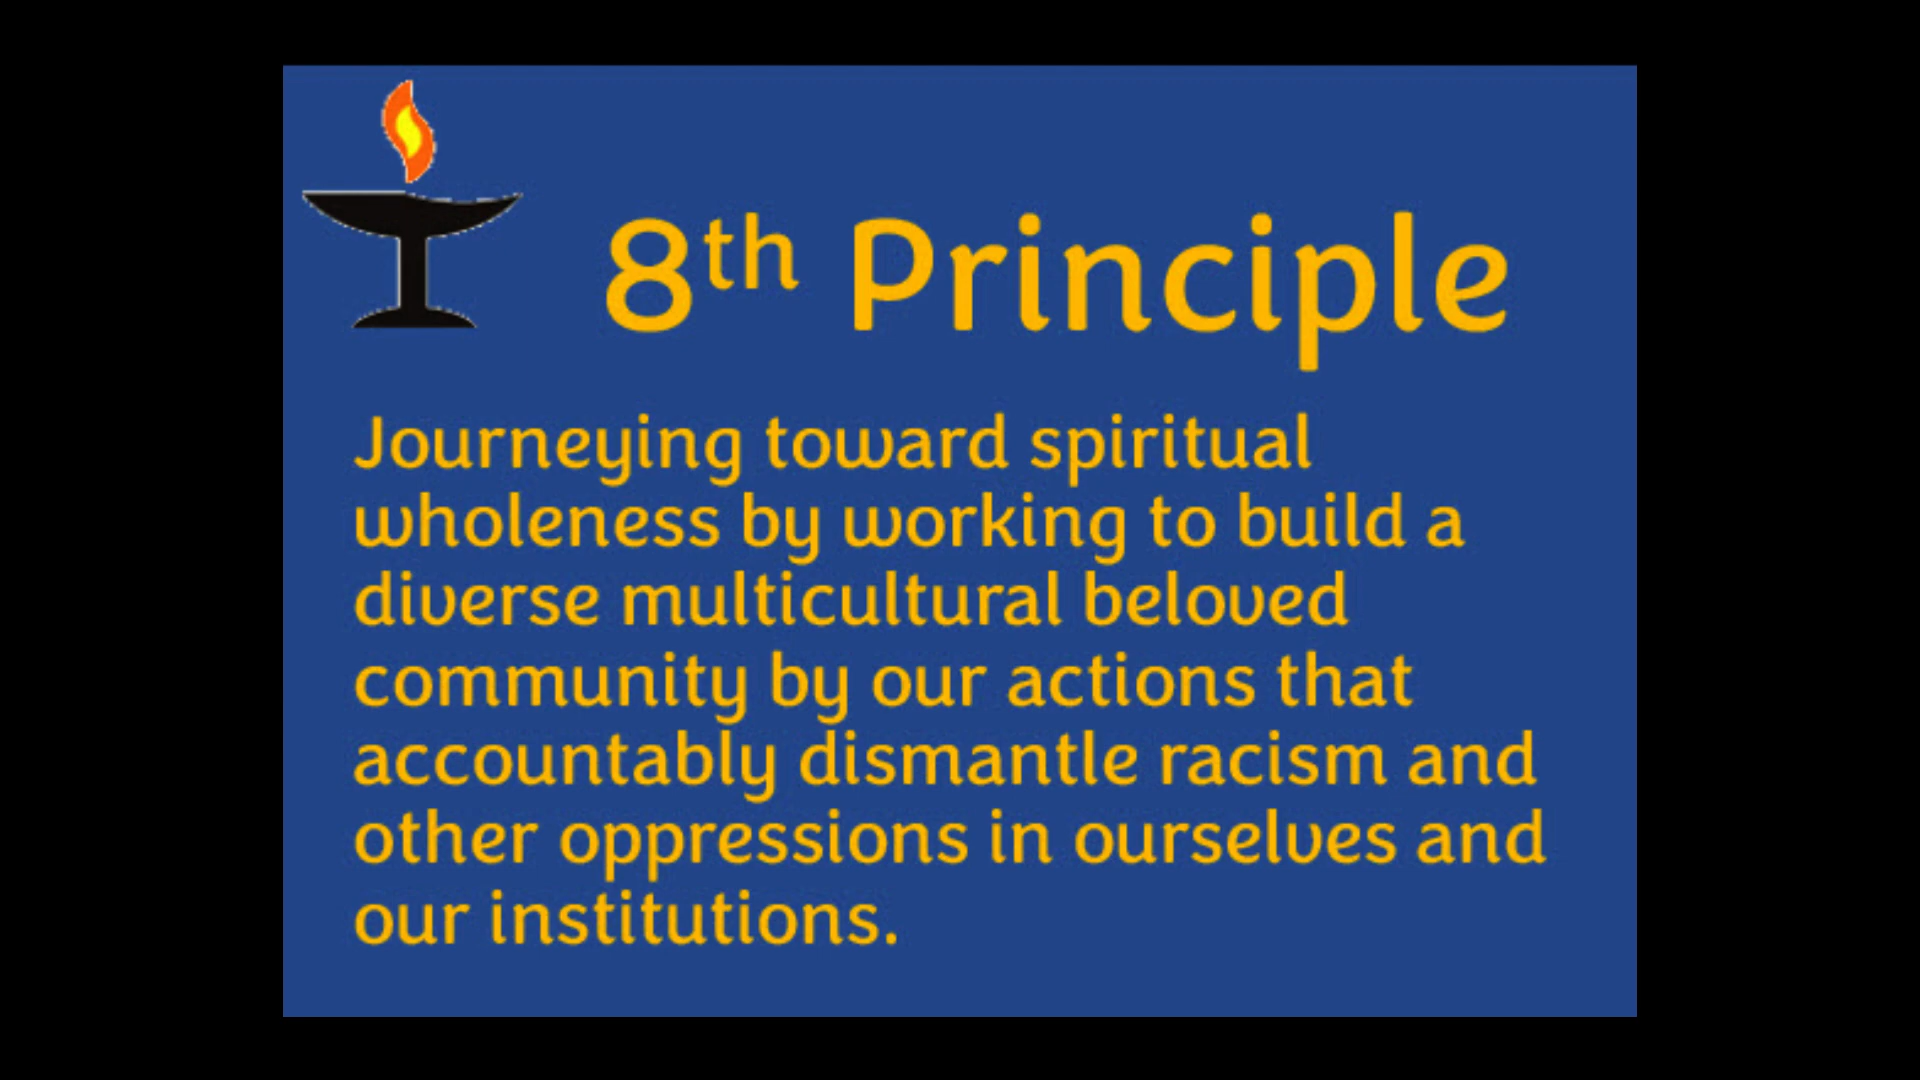 8th Principle
Journeying toward spiritual
wholeness by working to build a
diverse multicultural beloved
community by our actions that
accountably dismantle racism and
other oppressions in ourselves and
our institutions.